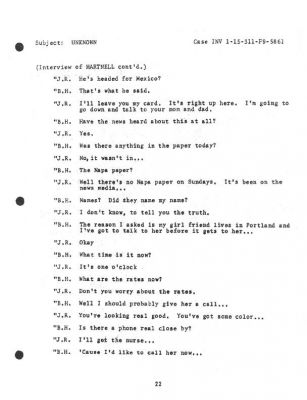 Subject: UNKNOWN Case INV 1-15-311-F9-5861
(Interview of HARTNELL cont'd.)
"J.R. He's headed for Mexico?
"B.H. That's what he said.
"J.R. I'll leave you my card. It's right up here. I'm going to
go down and talk to your mom and dad.
"B.H. Have the news heard about this at all?
"J.R. Yes.
"B.H. Was there anything in the paper today?
"J.R. No, it wasn't in...
"B.H. The Napa paper?
"J.R. Well there's no Napa paper on Sundays. It's been on the
news media...
"B.H. Names? Did they name my name?
"J.R. I don't know, to tell you the truth.
"B.H. The reason I asked is my girl friend lives in Portland and
I've got to talk to her before it gets to her...
"J.R. Okay
"B.H. What time is it now?
"J.R. It's one o'clock
"B.H. What are the rates now?
"J.R. Don't you worry about the rates.
"B.H. Well I should probably give her a call...
"J.R. You're looking real good. You've got some color...
"B.H. Is there a phone real close by?
"J.R. I'll get the nurse...
"B.H. 'Cause I'd like to call her now...
22